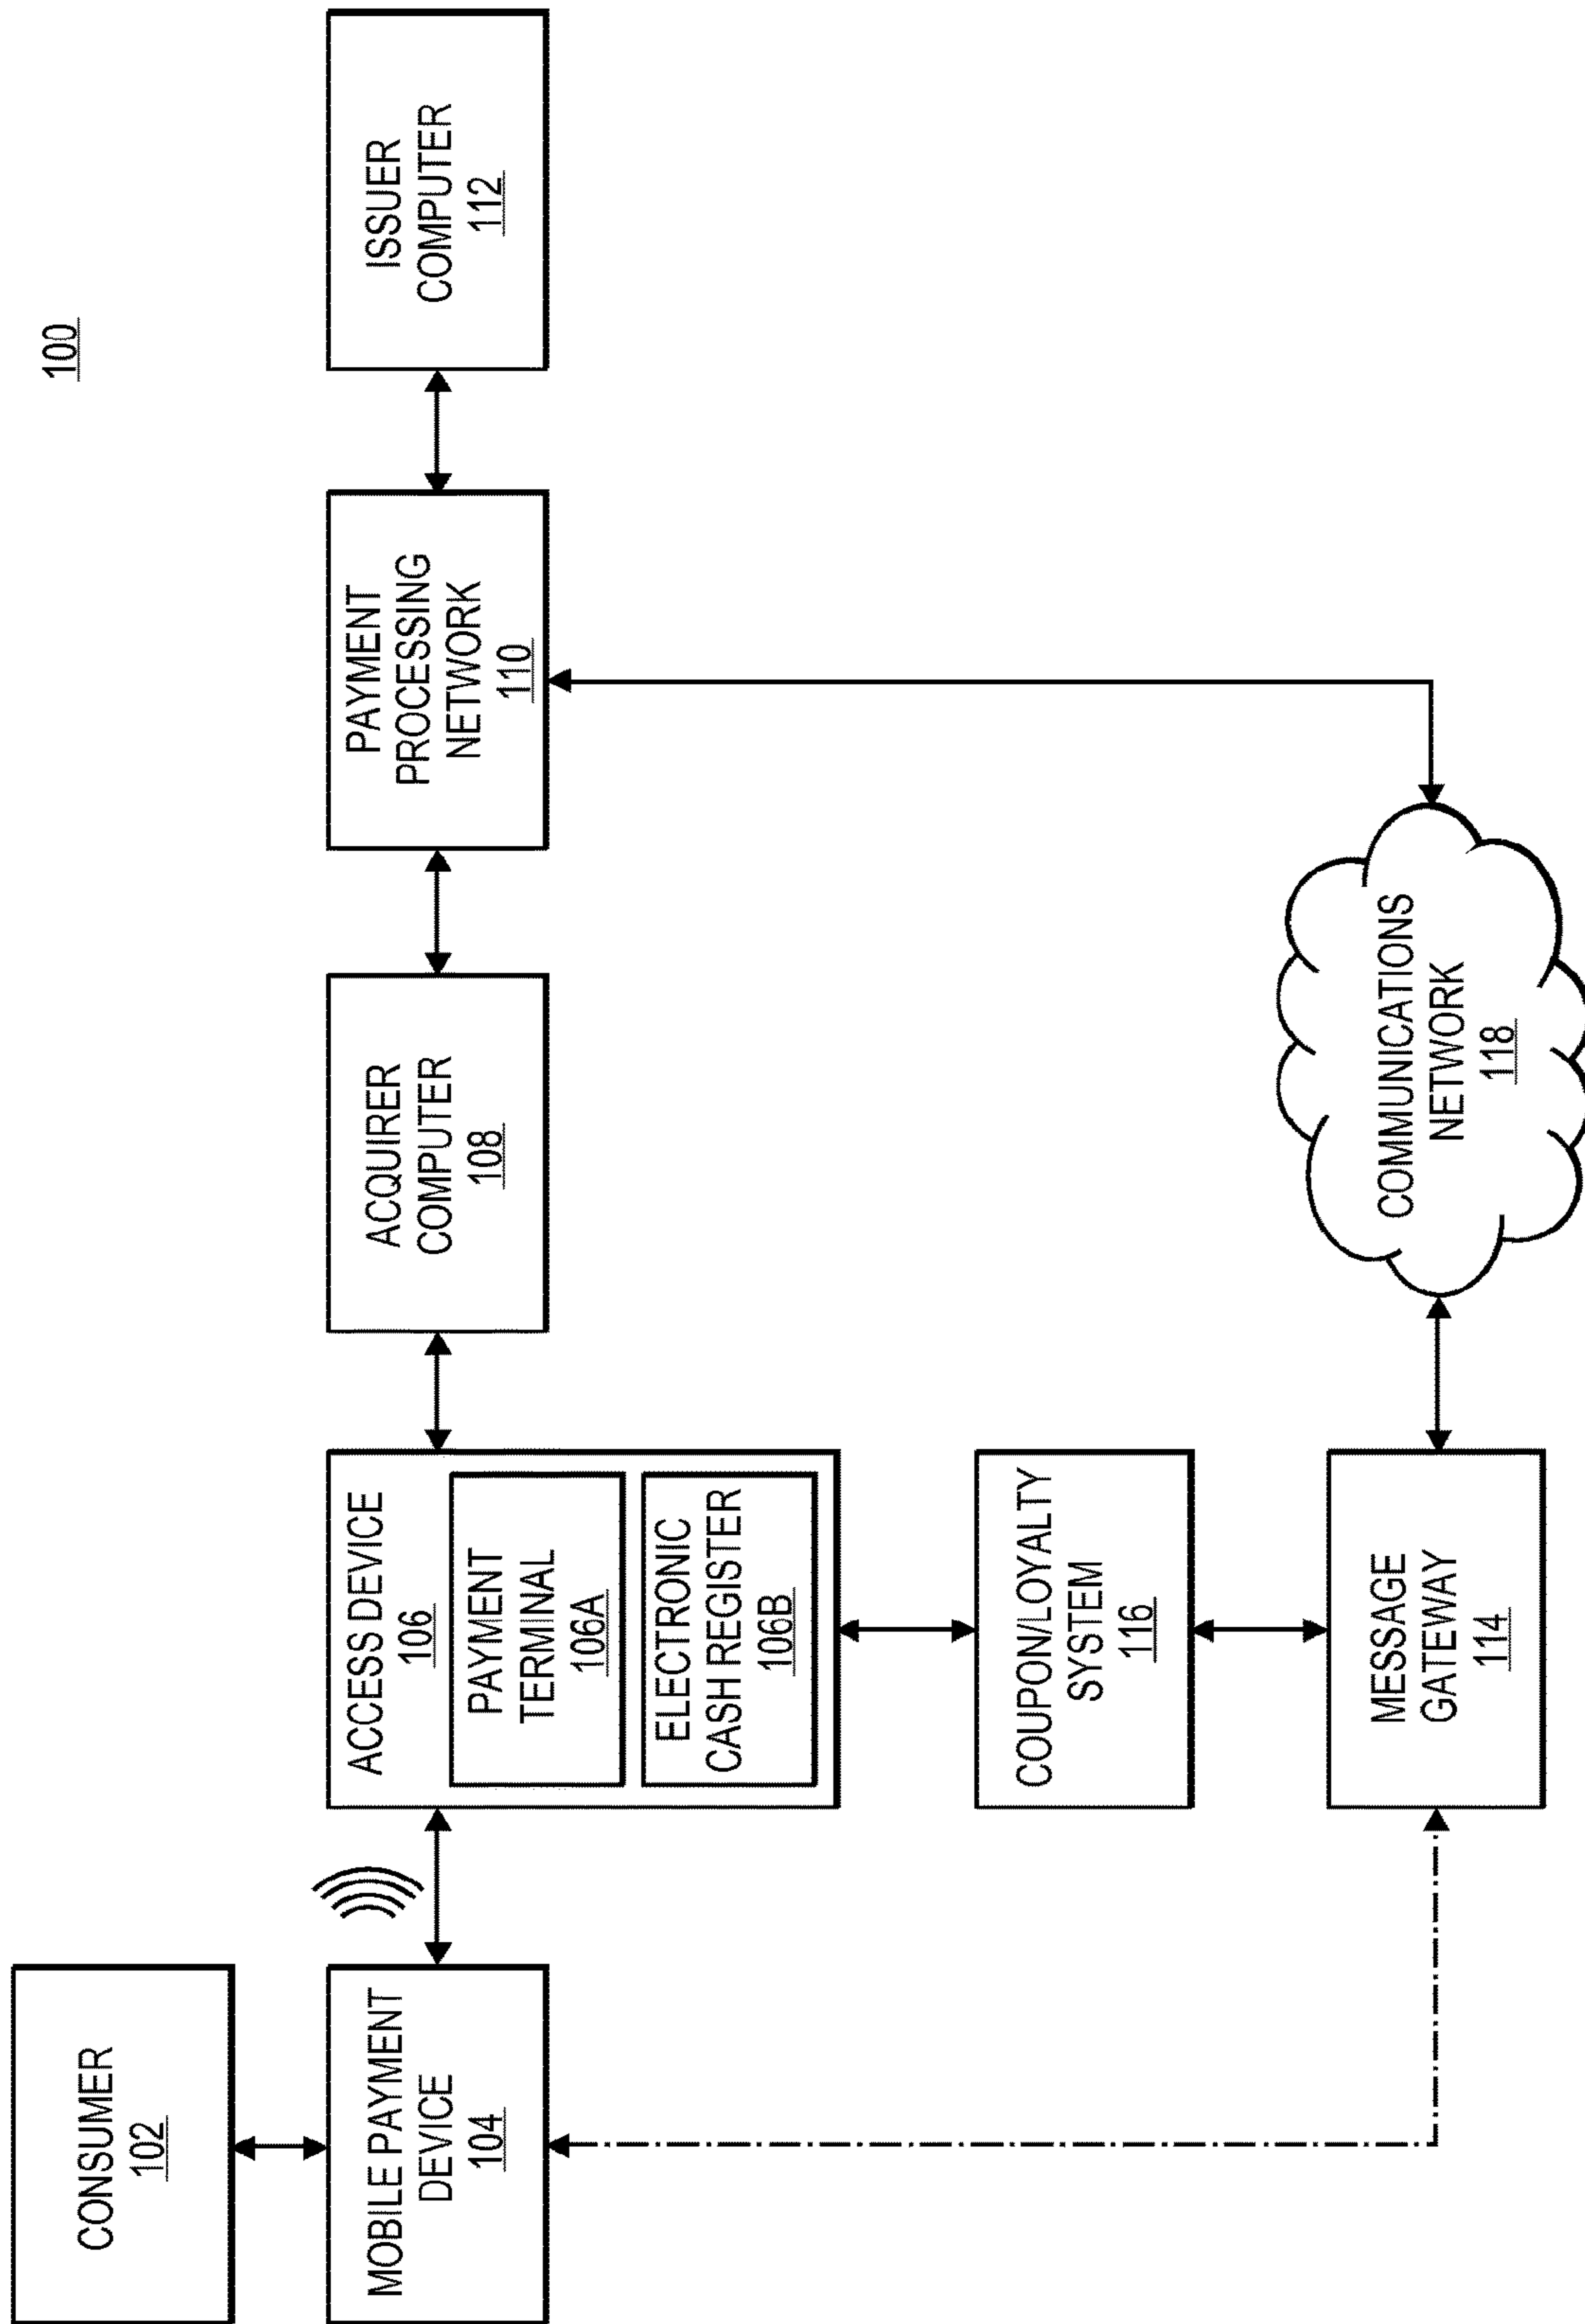 100
CONSUMER
102
MOBILE PAYMENT
DEVICE
104
ACCESS DEVICE
106
PAYMENT
TERMINAL
106A
ELECTRONIC
CASH REGISTER
106B
ACQUIRER
COMPUTER
108
PAYMENT
PROCESSING
NETWORK
110
ISSUER
COMPUTER
112
COUPON/LOYALTY
SYSTEM
116
MESSAGE
GATEWAY
114
COMMUNICATIONS
NETWORK
118